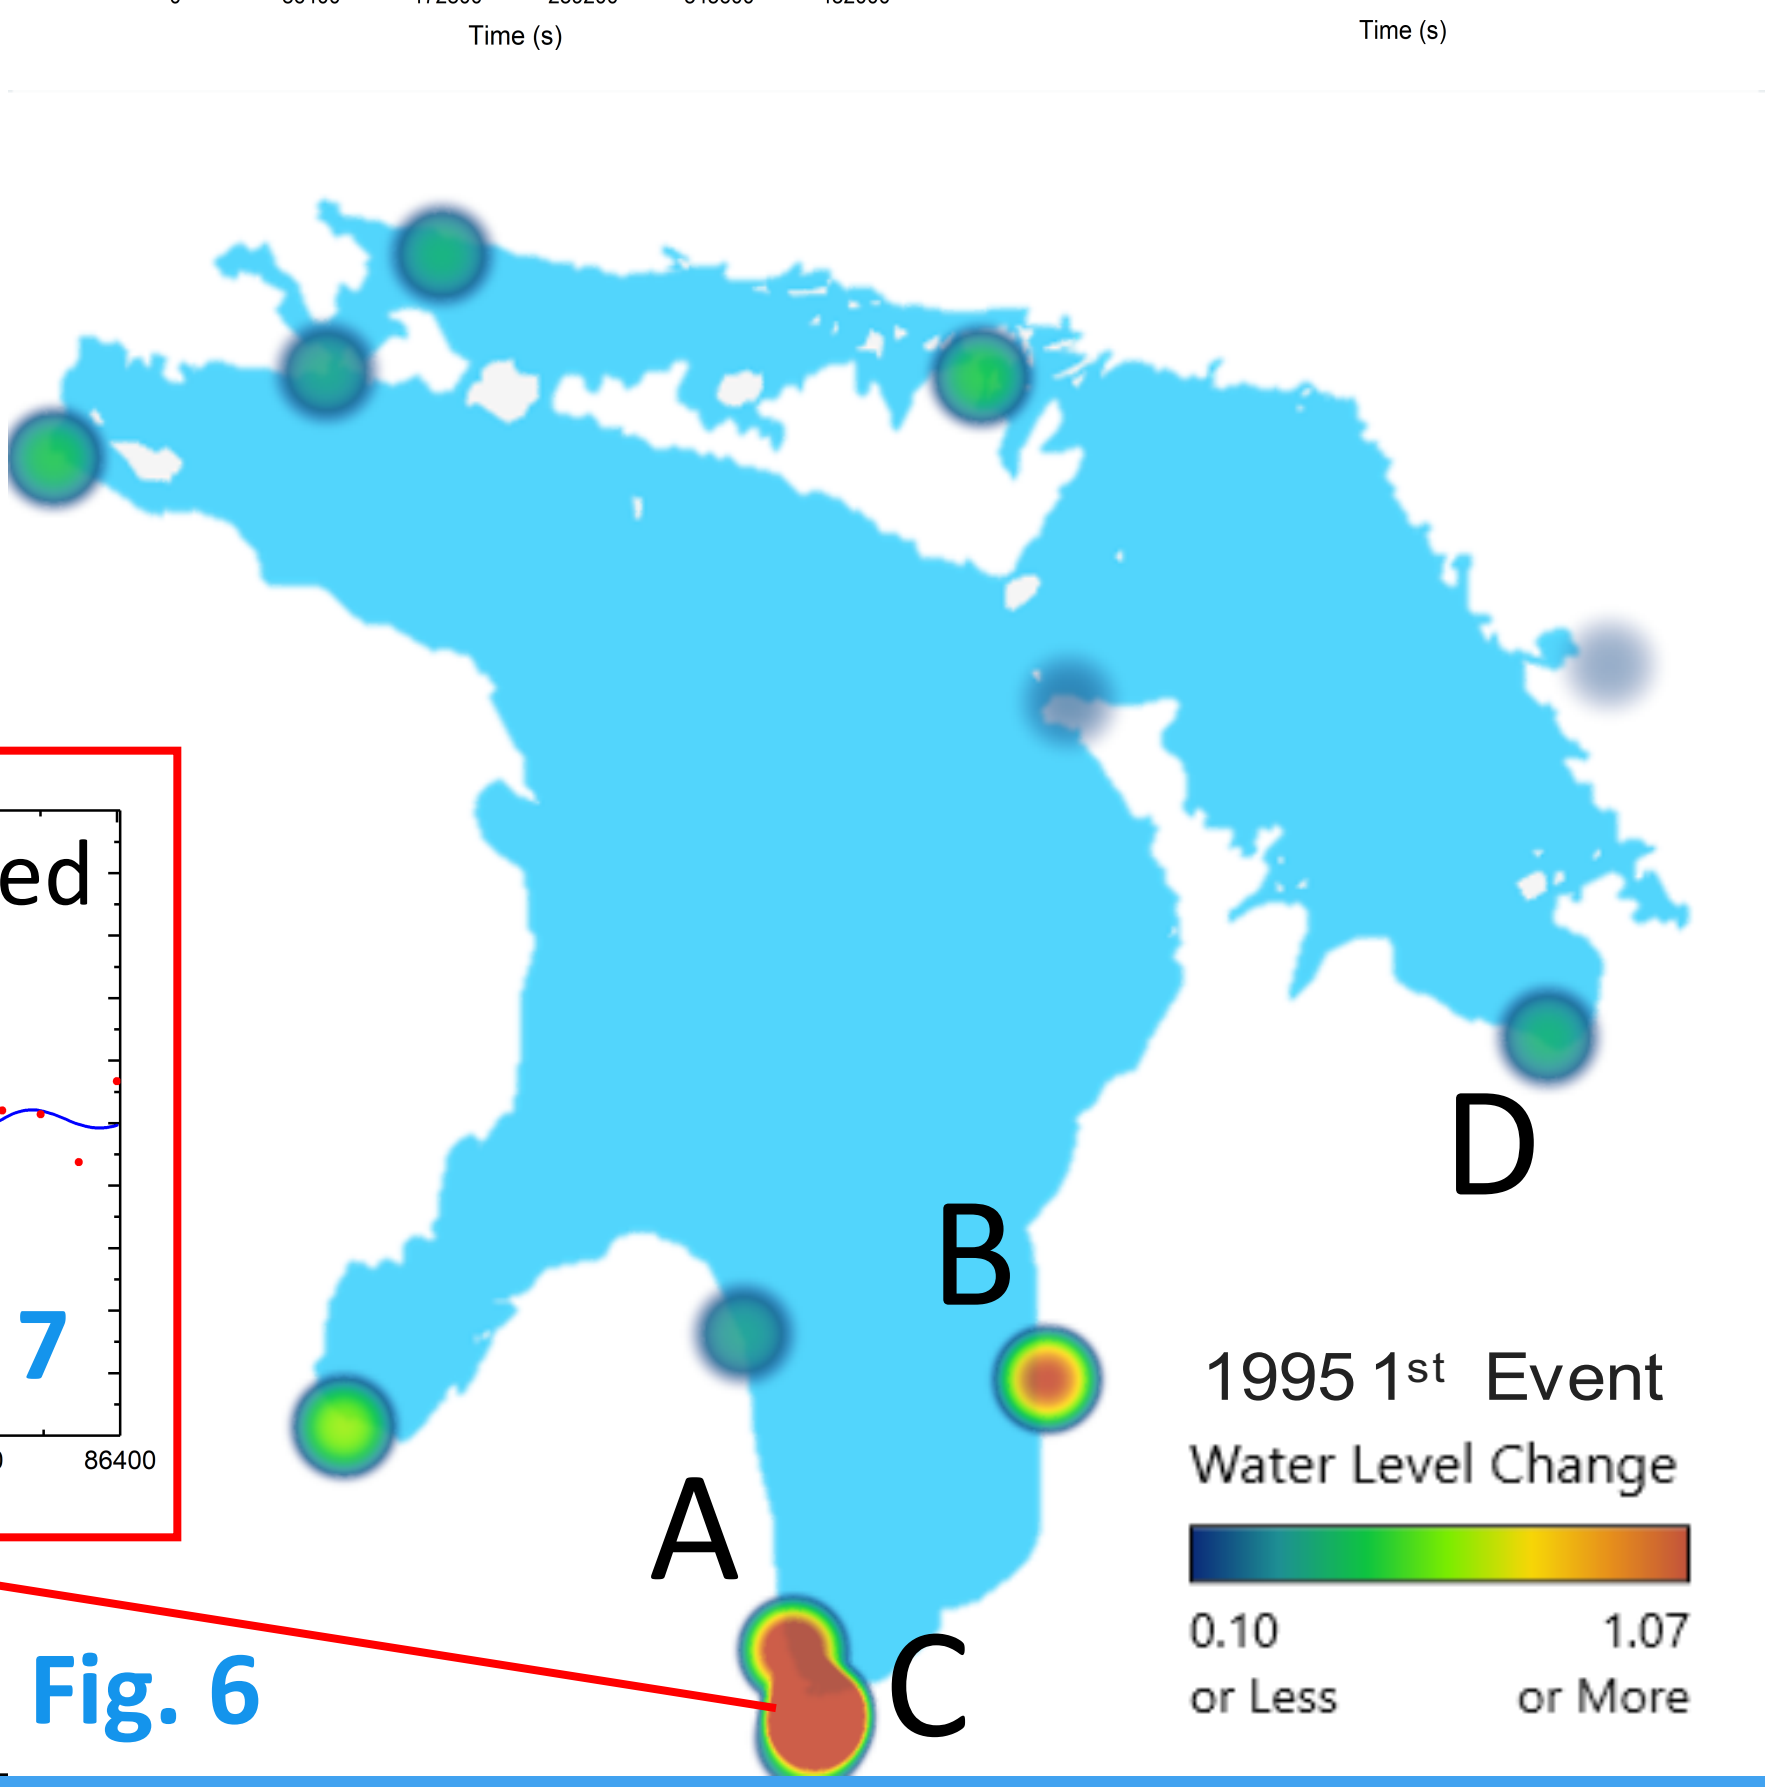 Time (s)
Time (s)
ed
7
86400
A
B
C
D
1995 1st Event
Water Level Change
0.10
1.07
or Less
or More
Fig. 6